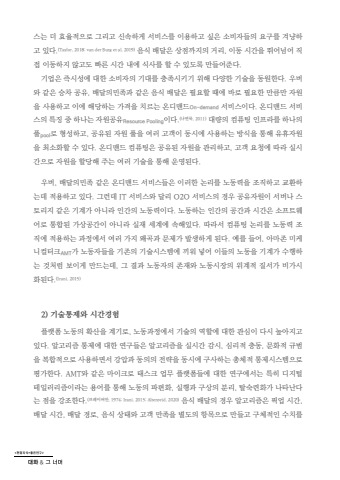 스는 더 효율적으로 그리고 신속하게 서비스를 이용하고 싶은 소비자들의 요구를 겨냥하
고 있다. 음식 배달은 상점까지의 거리, 이동 시간을 뛰어넘어 직
접 이동하지 않고도 빠른 시간 내에 식사를 할 수 있도록 만들어준다.
기업은 즉시성에 대한 소비자의 기대를 충족시키기 위해 다양한 기술을 동원한다. 우버
와 같은 승차 공유, 배달의민족과 같은 음식 배달은 필요할 때에 바로 필요한 만큼만 자원
을 사용하고 이에 해당하는 가격을 치르는 온디맨드On-demand 서비스이다. 온디맨드 서비
스의 특징 중 하나는 자원공유Resource Pooling이다. 대량의 컴퓨팅 인프라를 하나의
풀pool로 형성하고, 공유된 자원 풀을 여러 고객이 동시에 사용하는 방식을 통해 유휴자원
을 최소화할 수 있다. 온디맨드 컴퓨팅은 공유된 자원을 관리하고, 고객 요청에 따라 실시
간으로 자원을 할당해 주는 여러 기술을 통해 운영된다.
우버, 배달의민족 같은 온디맨드 서비스들은 이러한 논리를 노동력을 조직하고 교환하
는데 적용하고 있다. 그런데 IT 서비스와 달리 O2O 서비스의 경우 공유자원이 서버나 스
토리지 같은 기계가 아니라 인간의 노동력이다. 노동하는 인간의 공간과 시간은 소프트웨
어로 통합된 가상공간이 아니라 실재 세계에 속해있다. 따라서 컴퓨팅 논리를 노동력 조
직에 적용하는 과정에서 여러 가지 왜곡과 문제가 발생하게 된다. 예를 들어, 아마존 미케
니컬터크AMT가 노동자들을 기존의 기술시스템에 끼워 넣어 이들의 노동을 기계가 수행하
는 것처럼 보이게 만드는데, 그 결과 노동자의 존재와 노동시장의 위계적 질서가 비가시
화된다.(Irani, 2015)
2) 기술통제와 시간경험
플랫폼 노동의 확산을 계기로, 노동과정에서 기술의 역할에 대한 관심이 다시 높아지고
있다. 알고리즘 통제에 대한 연구들은 알고리즘을 실시간 감시, 심리적 총동, 문화적 규범
을 복합적으로 사용하면서 강압과 동의의 전략을 동시에 구사하는 총체적 통제시스템으로
평가한다. AMT와 같은 마이크로 태스크 업무 플랫폼들에 대한 연구에서는 특히 디지털
테일러리즘이라는 용어를 통해 노동의 파편화, 실행과 구상의 분리, 탈숙련화가 나타난다
는 점을 강조한다. 음식 배달의 경우 알고리즘은 픽업 시간,
배달 시간, 배달 경로, 음식 상태와 고객 만족을 별도의 항목으로 만들고 구체적인 수치를
대화 & 그 너머